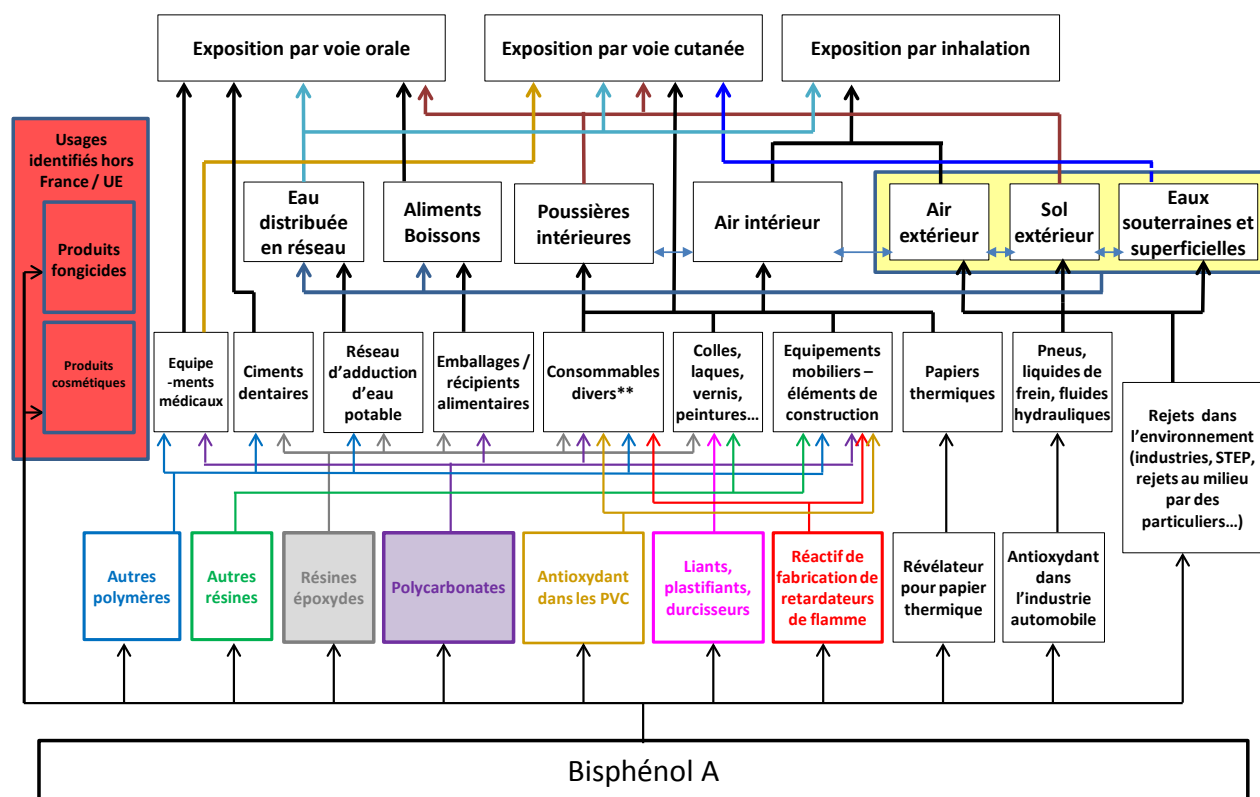 Exposition par voie orale
Exposition par voie cutanée
Exposition par inhalation
Usages
identifiés hors
France / UE
Produits
fongicides
Produits
cosmétiques
Eau
distribuée
en réseau
Aliments
Boissons
Poussières
intérieures
Air intérieur
Air
extérieur
Sol
extérieur
Eaux
souterraines et
superficielles
Equipe
-ments
médicaux
Ciments
dentaires
Réseau
d’adduction
d’eau
potable
Emballages /
récipients
alimentaires
Consommables
divers**
Colles,
laques,
vernis,
peintures…
Equipements
mobiliers –
éléments de
construction
Papiers
thermiques
Pneus,
liquides de
frein, fluides
hydrauliques
Rejets dans
l’environnement
(industries, STEP,
rejets au milieu
par des
particuliers…)
Autres
polymères
Autres
résines
Résines
époxydes
Polycarbonates
Antioxydant
dans les PVC
Liants,
plastifiants,
durcisseurs
Réactif de
fabrication de
retardateurs
de flamme
Révélateur
pour papier
thermique
Antioxydant
dans
l’industrie
automobile
Bisphénol A